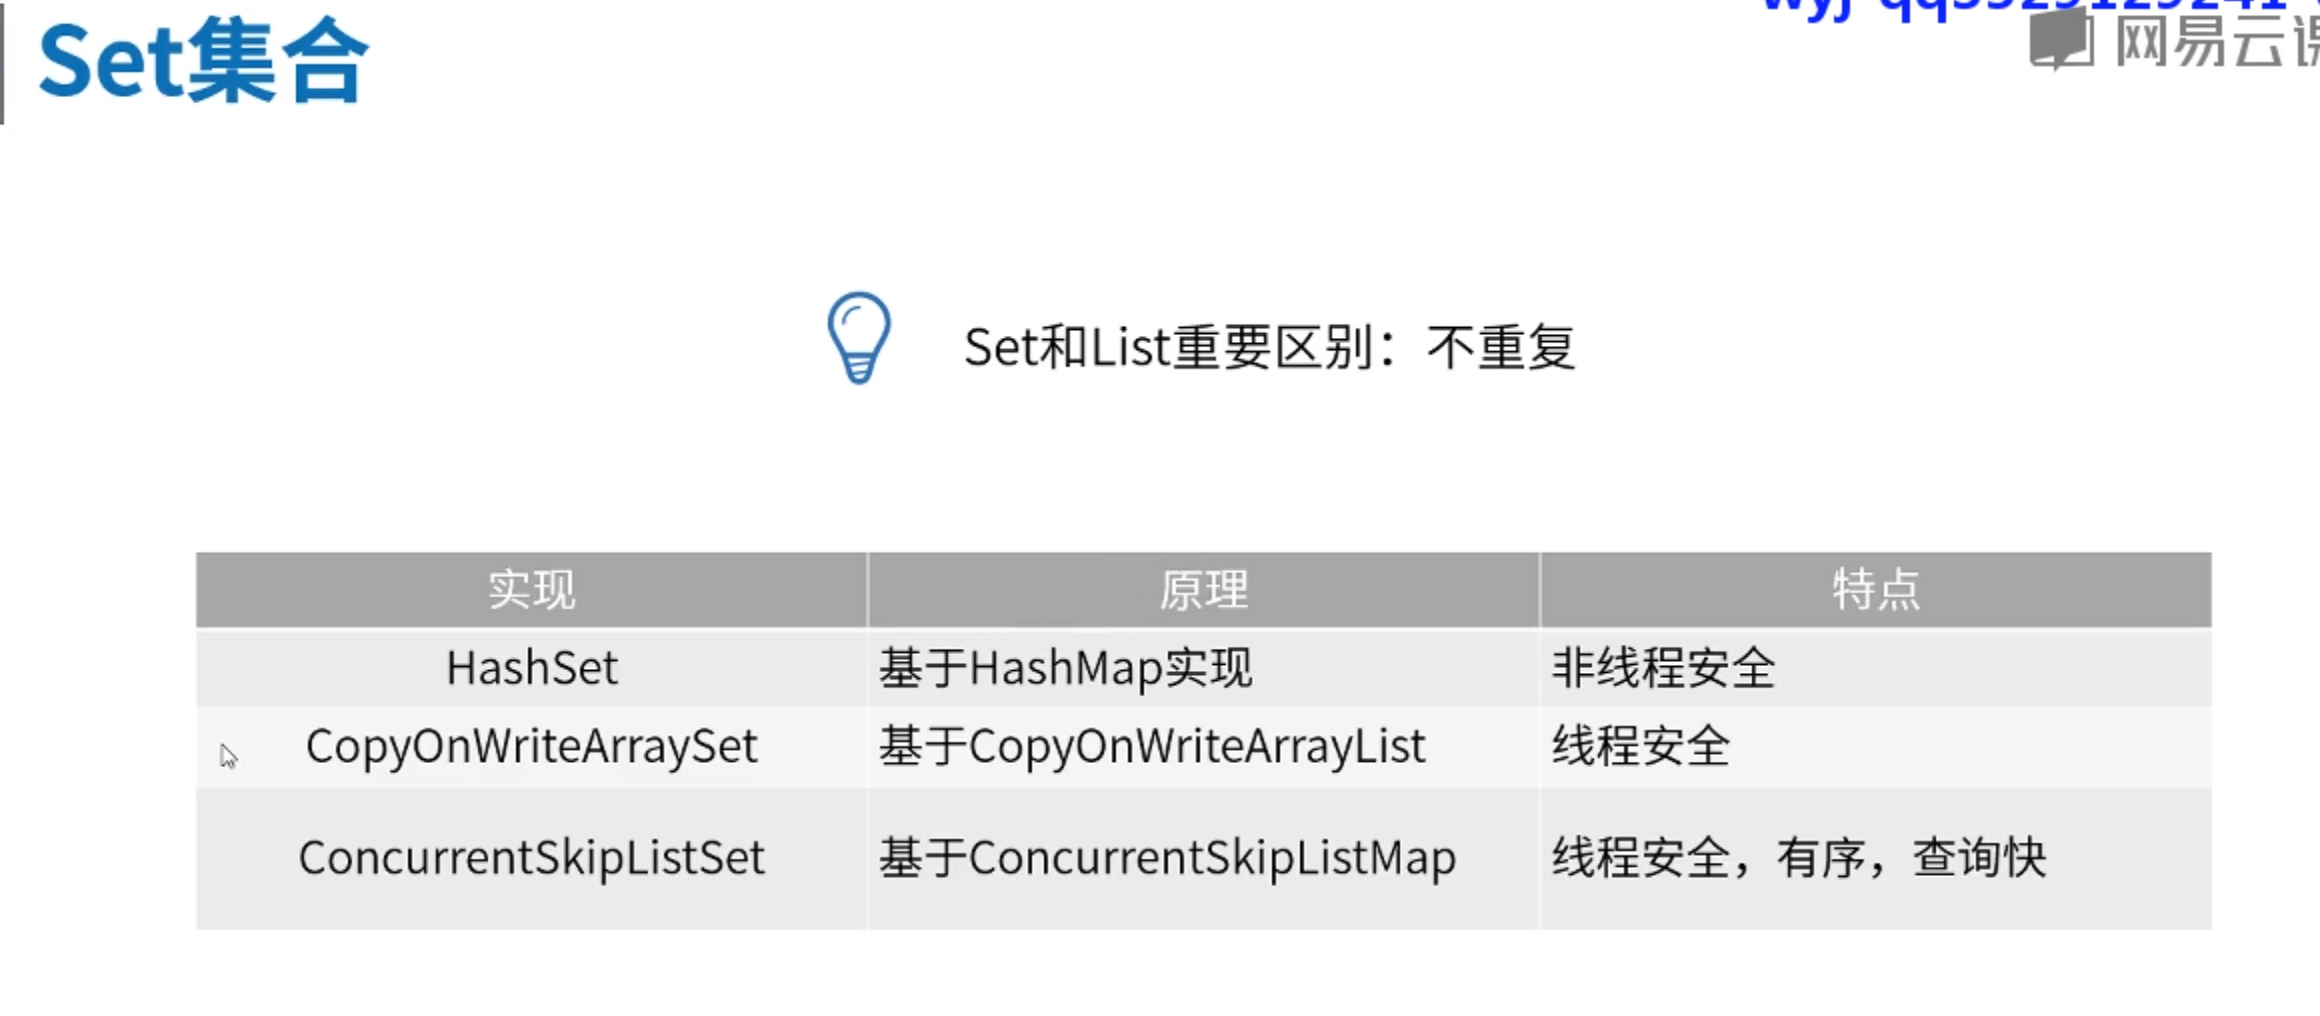 Set集合
网易云课
Set和List重要区别：不重复
实现 原理 特点
HashSet 基于HashMap实现 非线程安全
CopyOnWriteArraySet 基于CopyOnWriteArrayList 线程安全
ConcurrentSkipListSet 基于ConcurrentSkipListMap 线程安全，有序，查询快